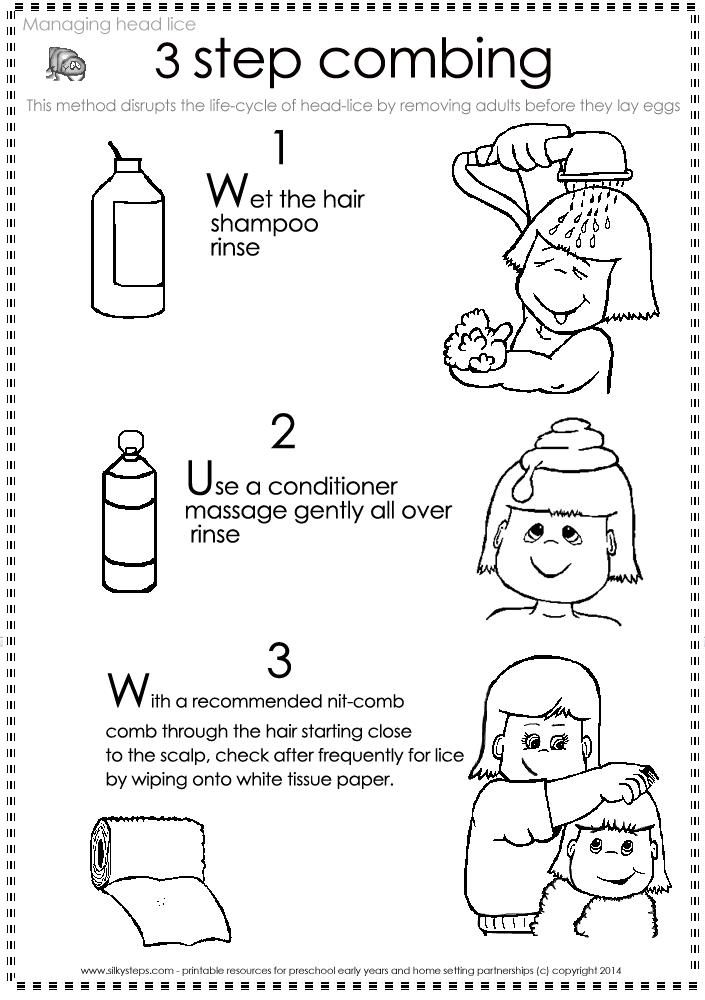 Managing head lice
3 step combing
This method disrupts the life-cycle of head-lice by removing adults before they lay eggs
1
Wet the hair
shampoo
rinse
2
Use a conditioner
massage gently all over
rinse
3
With a recommended nit-comb
comb through the hair starting close
to the scalp, check after frequently for lice
by wiping onto white tissue paper.
www.silkysteps.com - printable resources for preschool early years and home setting partnerships (c) copyright 2014